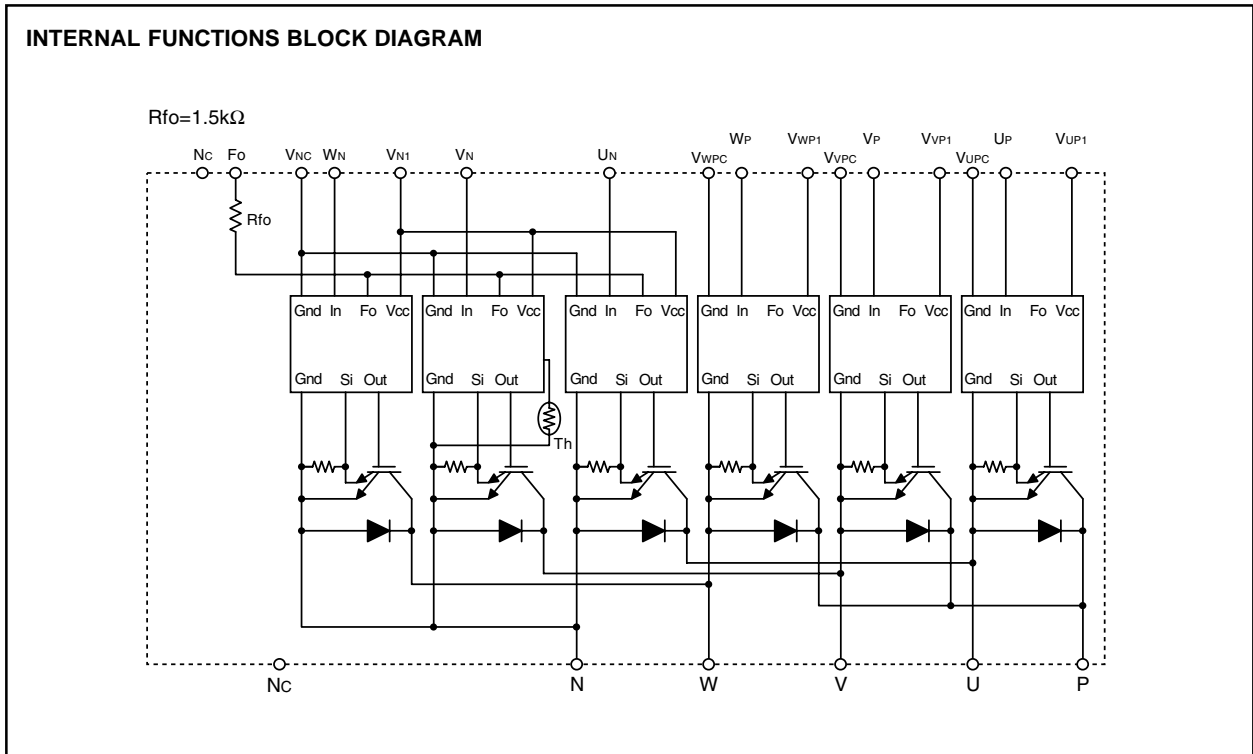 INTERNAL FUNCTIONS BLOCK DIAGRAM
Rfo=1.5kΩ
WP VWP1 VP VVP1 UP VUP1
NC Fo VNC WN VN1 VN UN VWPC VVPC VUPC
Rfo
Gnd In Fo Vcc Gnd In Fo Vcc Gnd In Fo Vcc Gnd In Fo Vcc Gnd In Fo Vcc Gnd In Fo Vcc
Gnd Si Out Gnd Si Out Gnd Si Out Gnd Si Out Gnd Si Out Gnd Si Out
Th
NC N W V U P